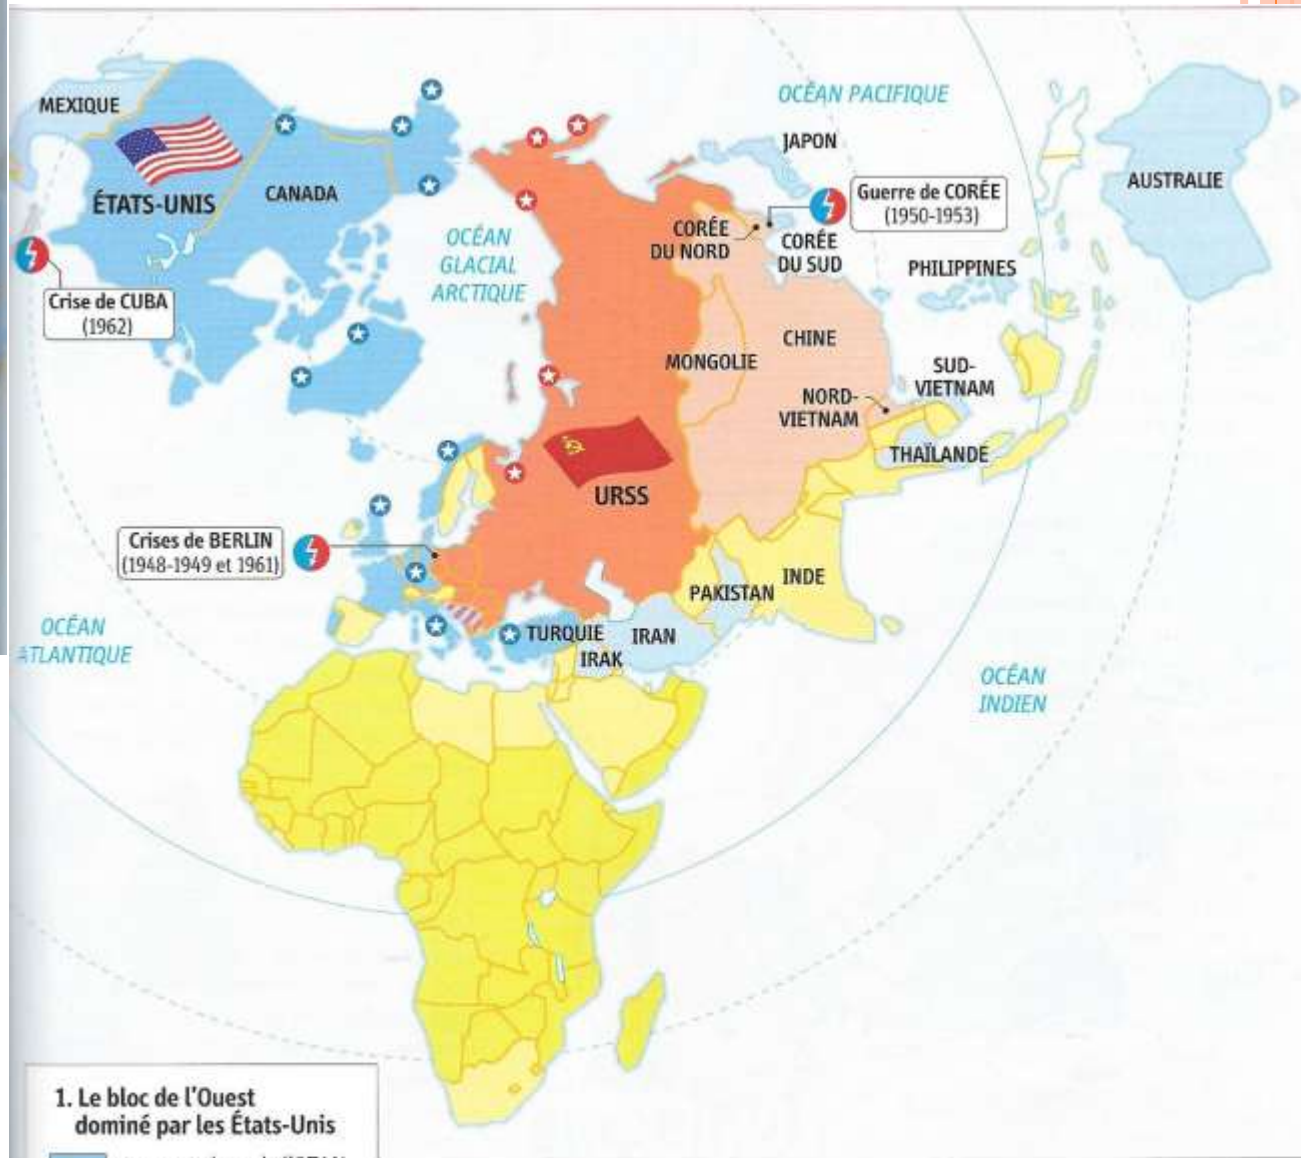 MEXIQUE
ÉTATS-UNIS
CANADA
OCÉAN
GLACIAL
ARCTIQUE
OCÉAN PACIFIQUE
JAPON
Guerre de CORÉE
(1950-1953)
AUSTRALIE
CORÉE
DU NORD
CORÉE
DU SUD
PHILIPPINES
Crise de CUBA
(1962)
CHINE
MONGOLIE
SUD-
VIETNAM
NORD-
VIETNAM
THAÏLANDE
URSS
Crises de BERLIN
(1948-1949 et 1961)
PAKISTAN
INDE
OCÉAN
ATLANTIQUE
TURQUIE
IRAN
IRAK
OCÉAN
INDIEN
1. Le bloc de l'Ouest
dominé par les États-Unis